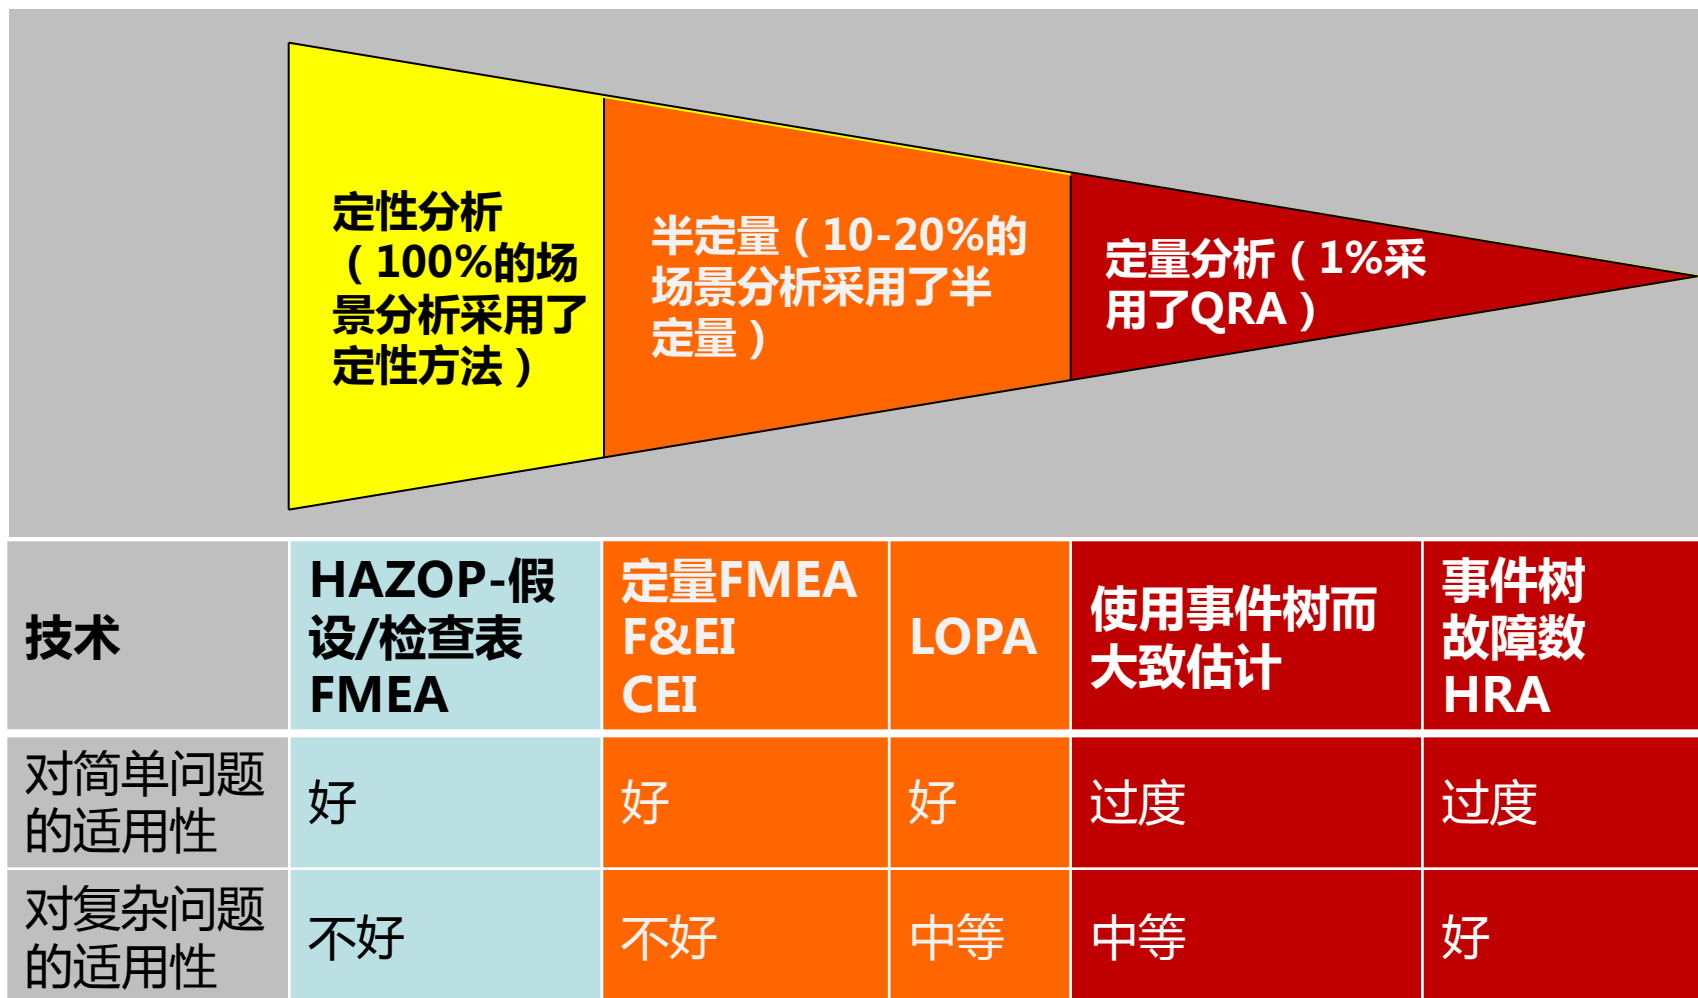 定性分析
（100%的场
景分析采用了
定性方法）
半定量（10-20%的
场景分析采用了半
定量）
定量分析（1%采
用了QRA）
技术
HAZOP-假
设/检查表
FMEA
定量FMEA
F&EI
CEI
LOPA
使用事件树而
大致估计
事件树
故障数
HRA
对简单问题
的适用性
好
好
好
过度
过度
对复杂问题
的适用性
不好
不好
中等
中等
好